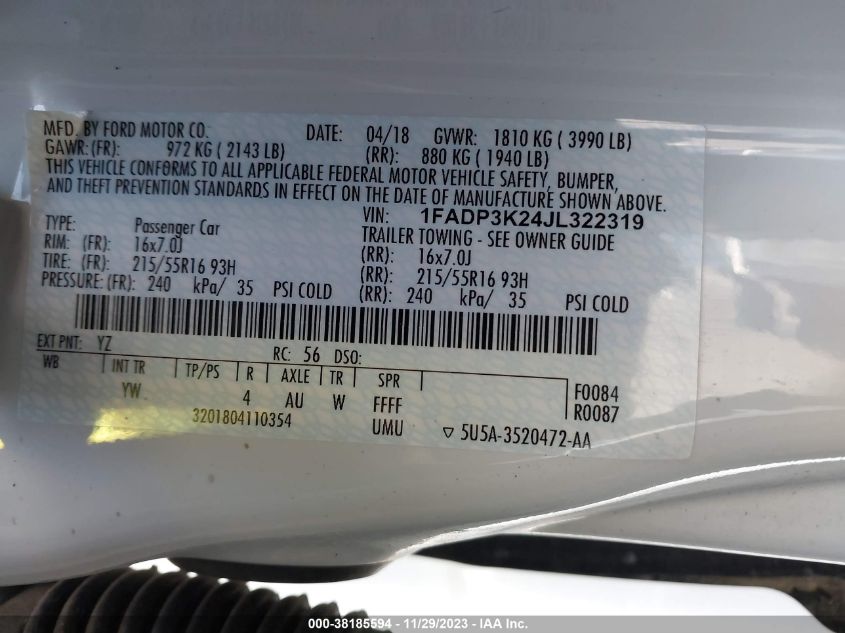 MFD. BY FORD MOTOR CO. DATE: 04/18 GVWR: 1810 KG ( 3990 LB)
GAWR:(FR): 972 KG ( 2143 LB) (RR): 880 KG ( 1940 LB)
THIS VEHICLE CONFORMS TO ALL APPLICABLE FEDERAL MOTOR VEHICLE SAFETY, BUMPER,
AND THEFT PREVENTION STANDARDS IN EFFECT ON THE DATE OF MANUFACTURE SHOWN ABOVE.
VIN: 1FADP3K24JL322319
TYPE: Passenger Car TRAILER TOWING - SEE OWNER GUIDE
RIM: (FR): 16x7.0J (RR): 16x7.0J
TIRE: (FR): 215/55R16 93H (RR): 215/55R16 93H
PRESSURE:(FR): 240 kPa/ 35 PSI COLD (RR): 240 kPa/ 35 PSI COLD
EXT PNT: YZ RC: 56 DSO:
WB INT TR TP/PS R AXLE TR SPR
YW 4 AU W FFFF F0084
R0087
3201804110354 UMU ▽ 5U5A-3520472-AA
000-38185594 - 11/29/2023 - IAA Inc.